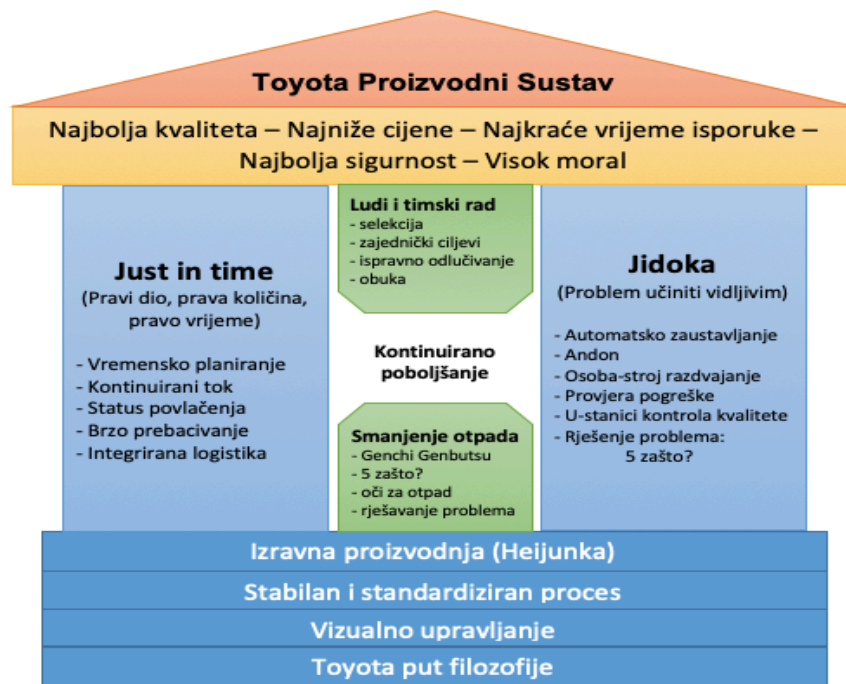 Toyota Proizvodni Sustav
Najbolja kvaliteta – Najniže cijene – Najkraće vrijeme isporuke –
Najbolja sigurnost – Visok moral
Just in time
(Pravi dio, prava količina,
pravo vrijeme)
- Vremensko planiranje
- Kontinuirani tok
- Status povlačenja
- Brzo prebacivanje
- Integrirana logistika
Ludi i timski rad
- selekcija
- zajednički ciljevi
- ispravno odlučivanje
- obuka
Kontinuirano
poboljšanje
Smanjenje otpada
- Genchi Genbutsu
- 5 zašto?
- oči za otpad
- rješavanje problema
Jidoka
(Problem učiniti vidljivim)
- Automatsko zaustavljanje
- Andon
- Osoba-stroj razdvajanje
- Provjera pogreške
- U-stanici kontrola kvalitete
- Rješenje problema:
5 zašto?
Izravna proizvodnja (Heijunka)
Stabilan i standardiziran proces
Vizualno upravljanje
Toyota put filozofije